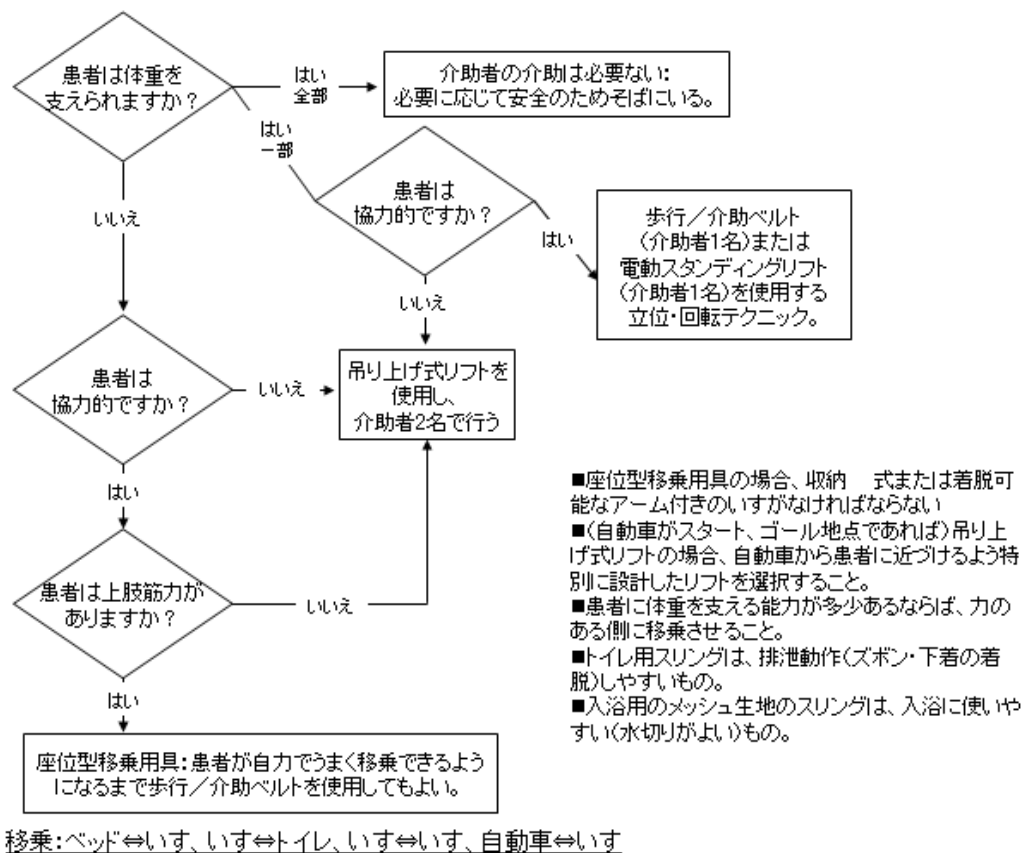 患者は体重を
支えられますか?
はい
全部
介助者の介助は必要ない:
必要に応じて安全のためそばにいる。
はい
一部
患者は
協力的ですか?
はい
歩行/介助ベルト
(介助者1名)または
電動スタンディングリフト
(介助者1名)を使用する
立位・回転テクニック。
いいえ
いいえ
患者は
協力的ですか?
いいえ
吊り上げ式リフトを
使用し、
介助者2名で行う
はい
患者は上肢筋力が
ありますか?
いいえ
はい
座位型移乗用具:患者が自力でうまく移乗できるよう
になるまで歩行/介助ベルトを使用してもよい。
■座位型移乗用具の場合、収納 式または着脱可
能なアーム付きのいすがなければならない
■(自動車がスタート、ゴール地点であれば)吊り上
げ式リフトの場合、自動車から患者に近づけるよう特
別に設計したリフトを選択すること。
■患者に体重を支える能力が多少あるならば、力の
ある側に移乗させること。
■トイレ用スリングは、排泄動作(ズボン・下着の着
脱)しやすいもの。
■入浴用のメッシュ生地のスリングは、入浴に使いや
すい(水切りがよい)もの。
移乗:ベッド⇔いす、いす⇔トイレ、いす⇔いす、自動車⇔いす